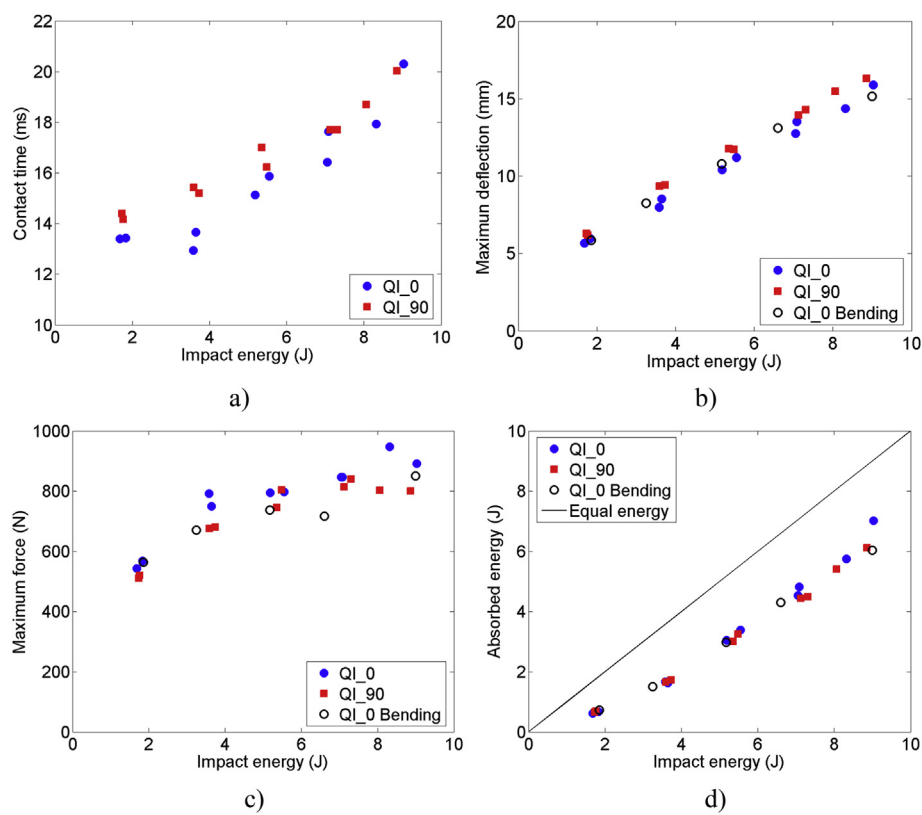 22
20
18
16
14
12
10
Contact time (ms)
0 2 4 6 8 10
Impact energy (J)
QI_0
QI_90
a)
20
15
10
5
0
Maximun deflection (mm)
0 2 4 6 8 10
Impact energy (J)
QI_0
QI_90
QI_0 Bending
b)
1000
800
600
400
200
0
Maximum force (N)
0 2 4 6 8 10
Impact energy (J)
QI_0
QI_90
QI_0 Bending
c)
10
8
6
4
2
0
Absorbed energy (J)
0 2 4 6 8 10
Impact energy (J)
QI_0
QI_90
QI_0 Bending
Equal energy
d)